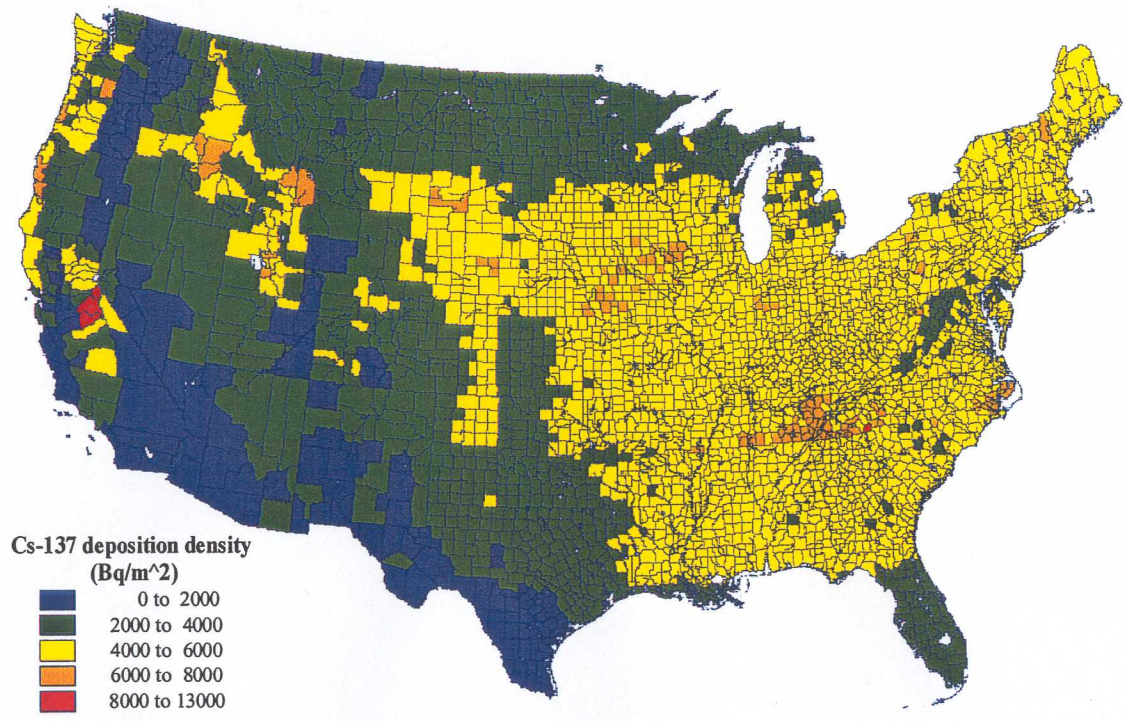 Cs-137 deposition density
(Bq/m^2)
0 to 2000
2000 to 4000
4000 to 6000
6000 to 8000
8000 to 13000